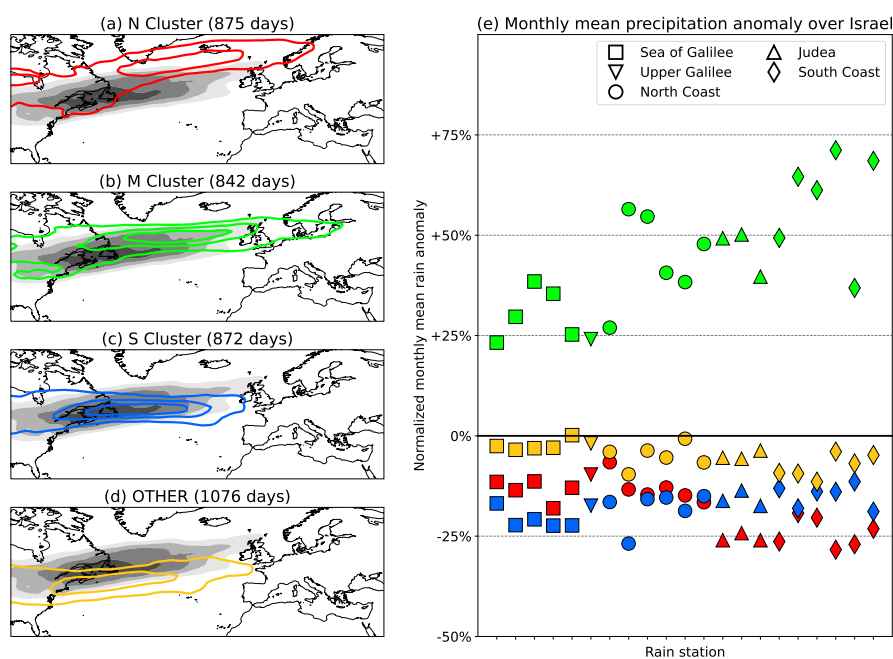 (a) N Cluster (875 days)
(b) M Cluster (842 days)
(c) S Cluster (872 days)
(d) OTHER (1076 days)
(e) Monthly mean precipitation anomaly over Israel
Sea of Galilee
Upper Galilee
North Coast
Judea
South Coast
Normalized monthly mean rain anomaly
+75%
+50%
+25%
0%
-25%
-50%
Rain station